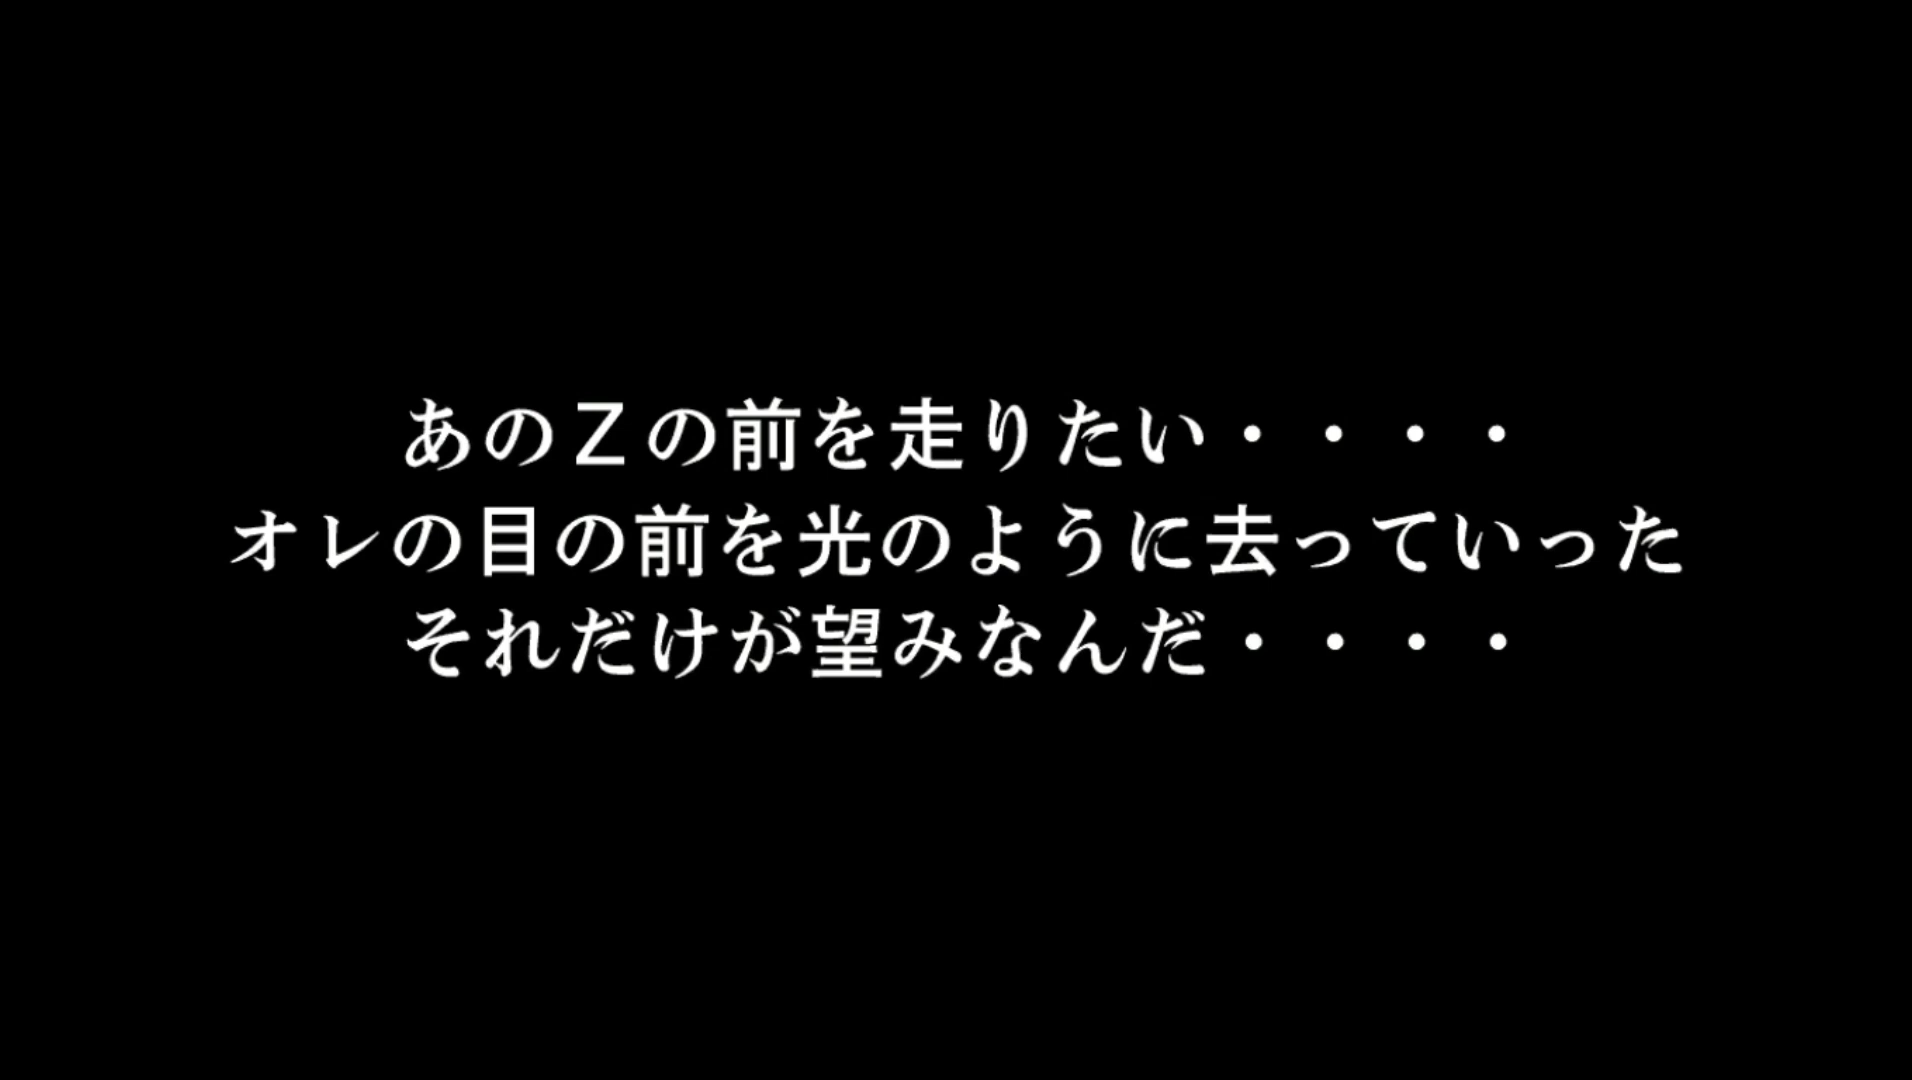 あのＺの前を走りたい・・・・
オレの目の前を光のように去っていった
それだけが望みなんだ・・・・